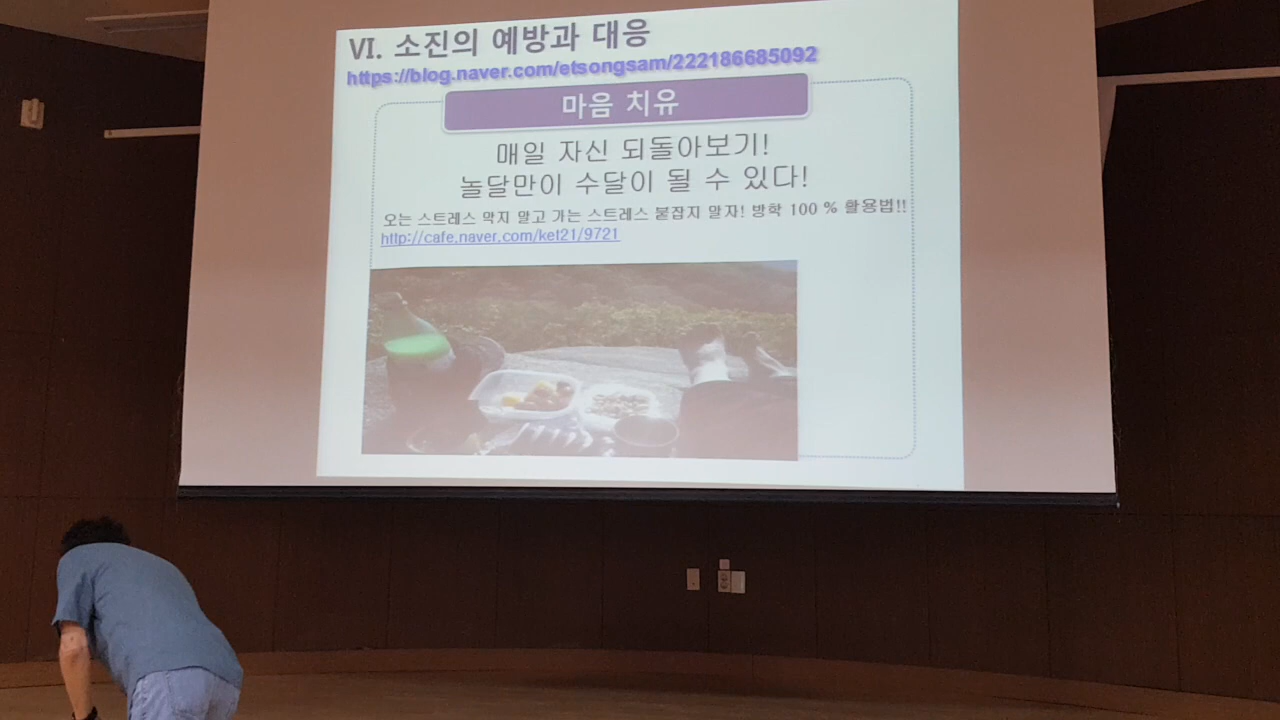 Ⅵ. 소진의 예방과 대응
https://blog.naver.com/etsongsam/222186685092
마음 치유
매일 자신 되돌아보기!
놀달만이 수달이 될 수 있다!
오는 스트레스 막지 말고 가는 스트레스 붙잡지 말자! 방학 100 % 활용법!!
http://cafe.naver.com/ket21/9721